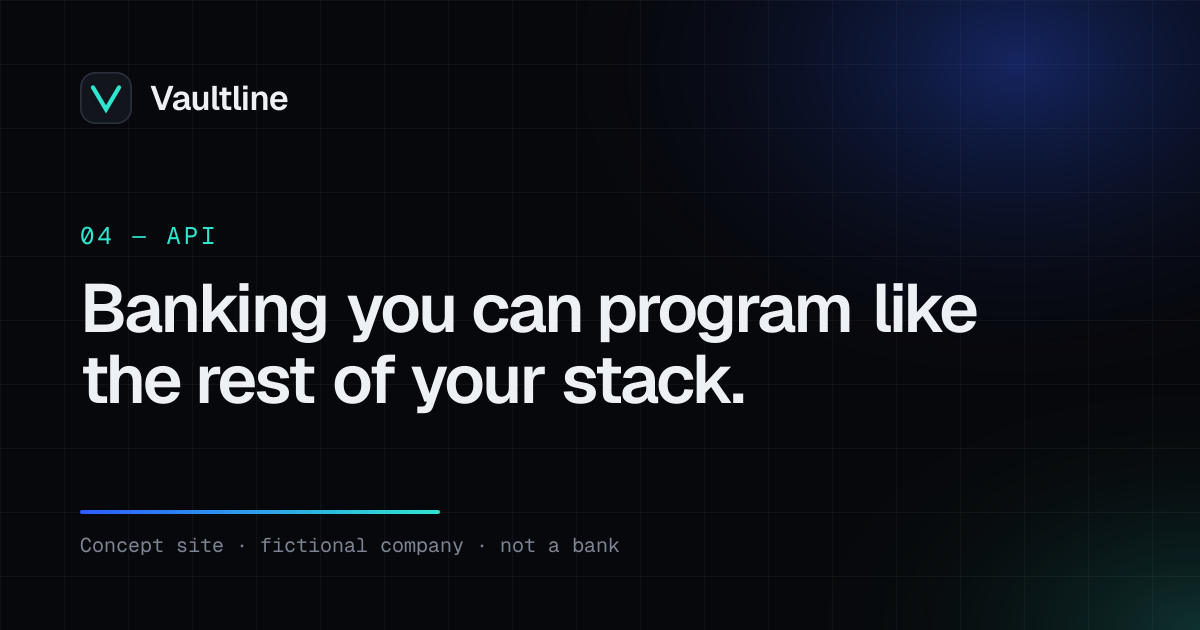 Vaultline
04 — API
Banking you can program like
the rest of your stack.
Concept site · fictional company · not a bank